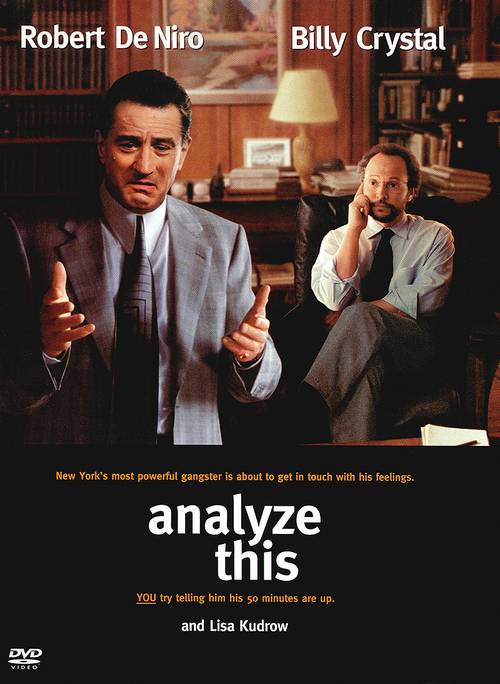 Robert De Niro Billy Crystal
New York's most powerful gangster is about to get in touch with his feelings.
analyze
this
YOU try telling him his 50 minutes are up.
and Lisa Kudrow
DVD
VIDEO